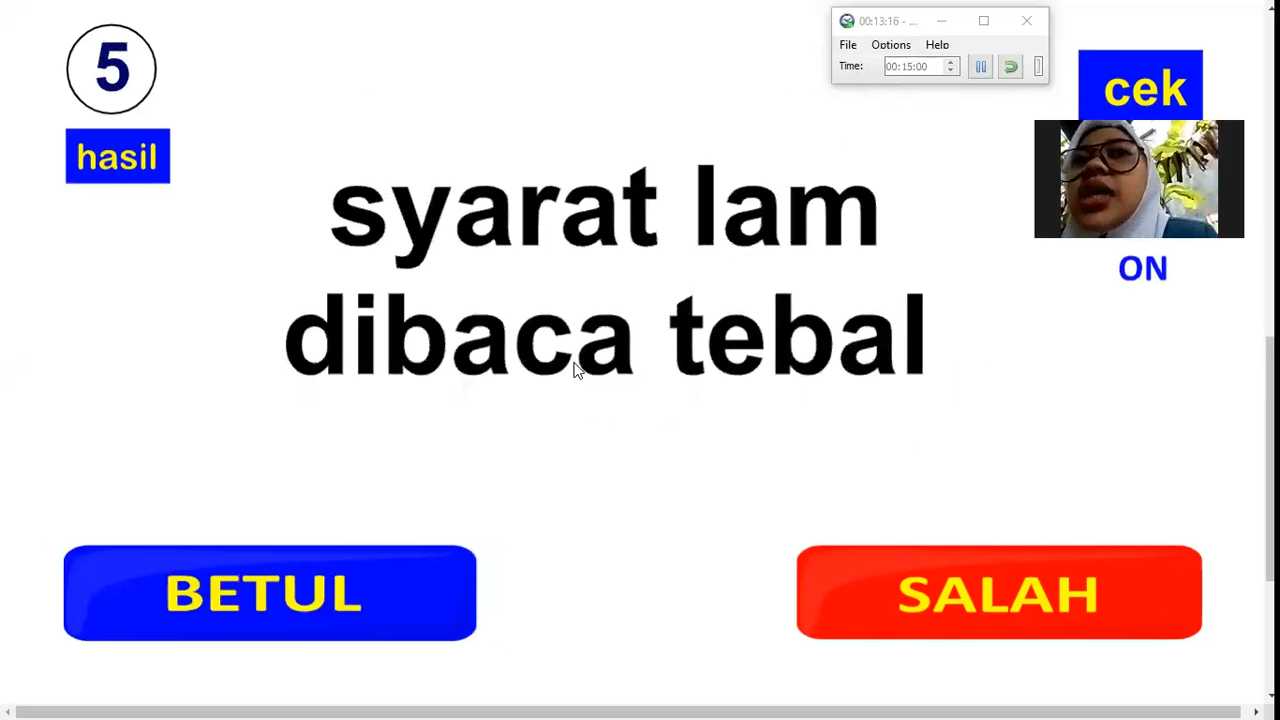 5
hasil
syarat lam
dibaca tebal
00:13:16 - ...
File Options Help
Time: 00:15:00
cek
ON
BETUL
SALAH